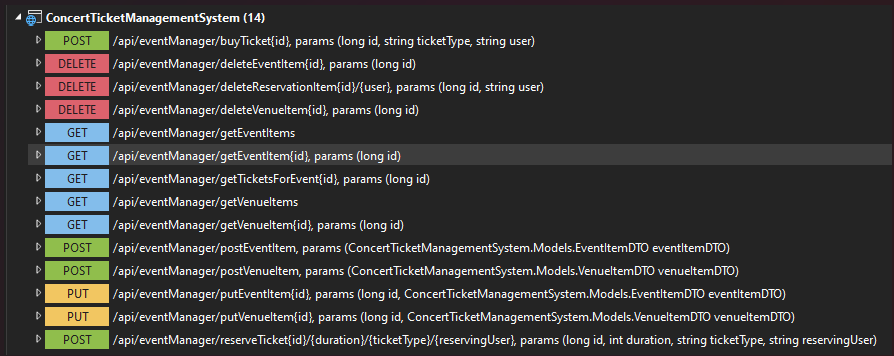 ConcertTicketManagementSystem (14)
POST /api/eventManager/buyTicket{id}, params (long id, string ticketType, string user)
DELETE /api/eventManager/deleteEventItem{id}, params (long id)
DELETE /api/eventManager/deleteReservationItem{id}/{user}, params (long id, string user)
DELETE /api/eventManager/deleteVenueItem{id}, params (long id)
GET /api/eventManager/getEventItems
GET /api/eventManager/getEventItem{id}, params (long id)
GET /api/eventManager/getTicketsForEvent{id}, params (long id)
GET /api/eventManager/getVenueItems
GET /api/eventManager/getVenueItem{id}, params (long id)
POST /api/eventManager/postEventItem, params (ConcertTicketManagementSystem.Models.EventItemDTO eventItemDTO)
POST /api/eventManager/postVenueItem, params (ConcertTicketManagementSystem.Models.VenueItemDTO venueItemDTO)
PUT /api/eventManager/putEventItem{id}, params (long id, ConcertTicketManagementSystem.Models.EventItemDTO eventItemDTO)
PUT /api/eventManager/putVenueItem{id}, params (long id, ConcertTicketManagementSystem.Models.VenueItemDTO venueItemDTO)
POST /api/eventManager/reserveTicket{id}/{duration}/{ticketType}/{reservingUser}, params (long id, int duration, string ticketType, string reservingUser)